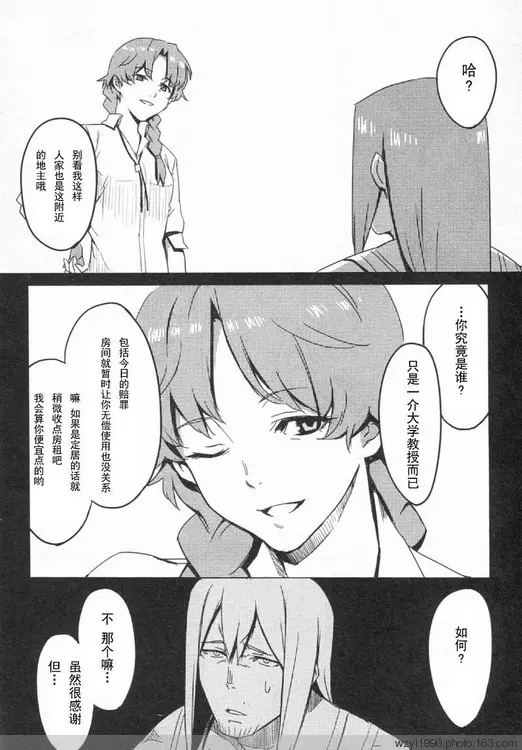 哈?
别看我这样
人家也是这附近
的地主哦
…你究竟是谁?
只是一介大学教授而已
包括今日的赔罪
房间就暂时让你无偿使用也没关系
嘛 如果是定居的话就
稍微收点房租吧
我会算你便宜点的哟
如何?
不 那个嘛…
虽然很感谢
但…
wzyi1990.photo.163.com